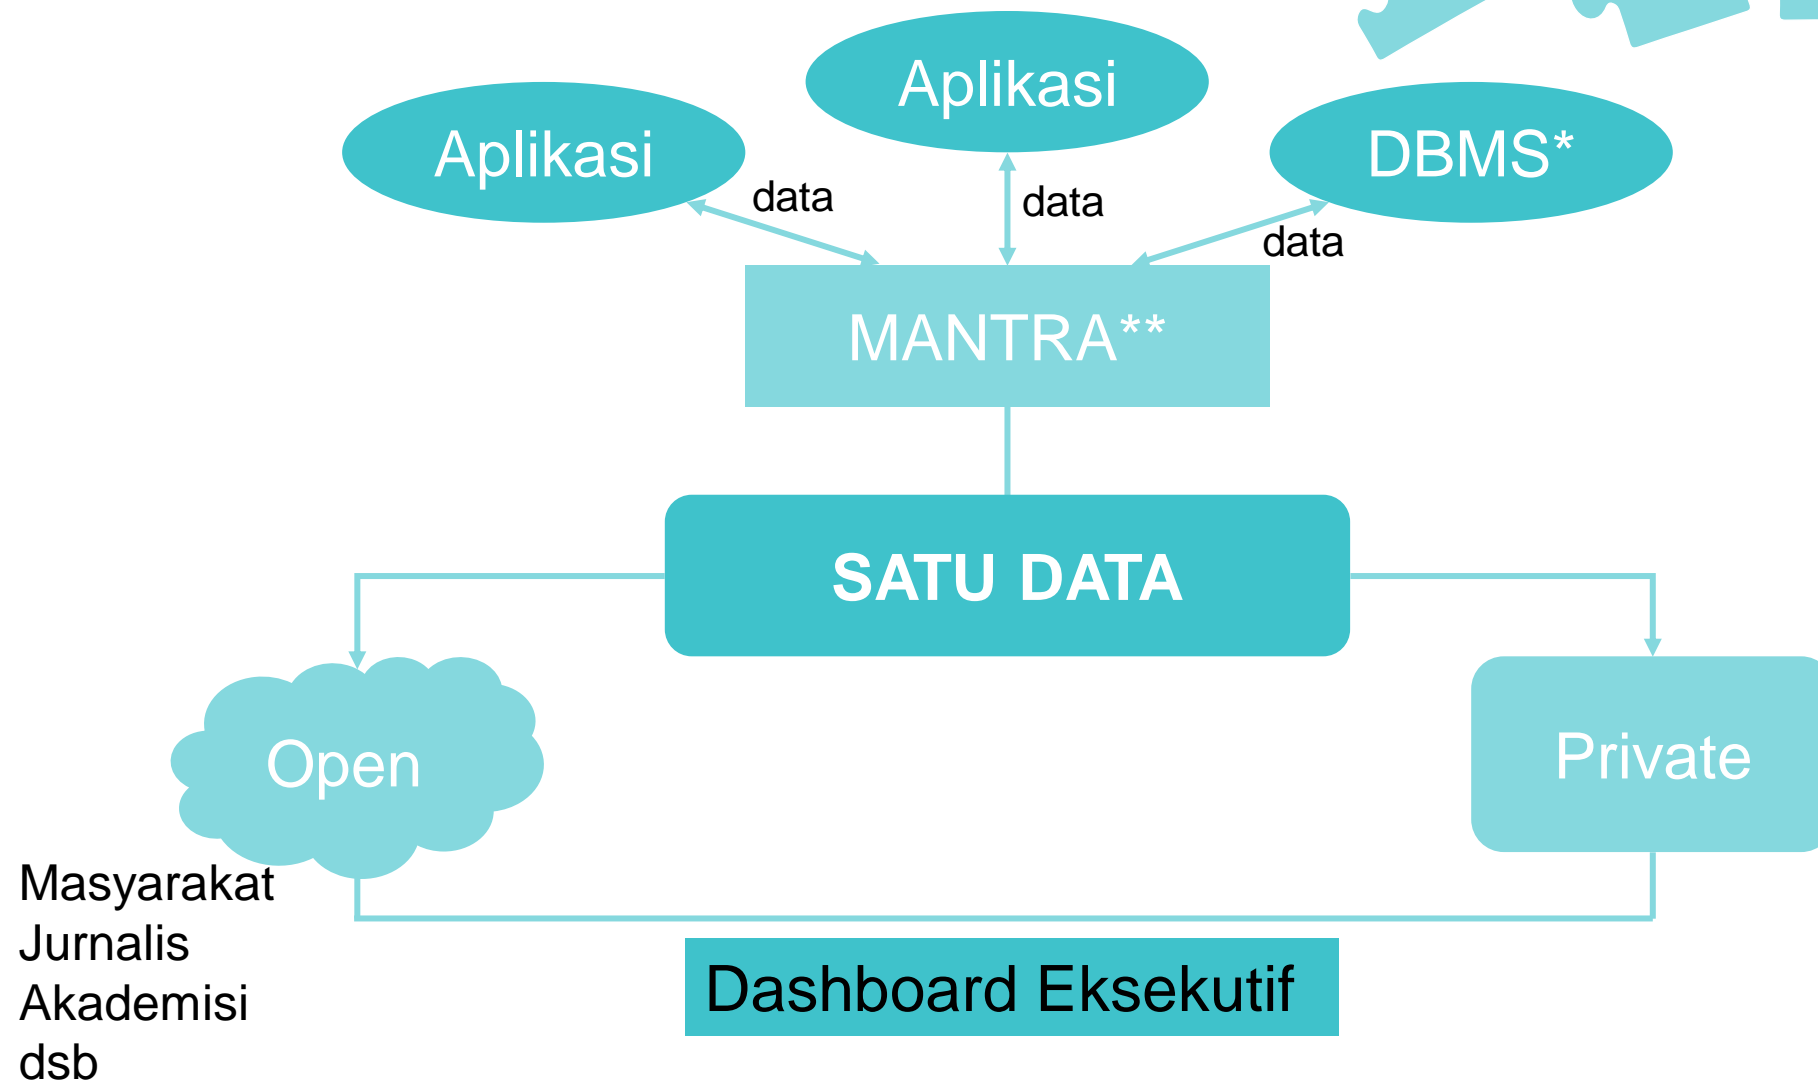 Aplikasi
Aplikasi
DBMS*
data
data
data
MANTRA**
SATU DATA
Open
Private
Masyarakat
Jurnalis
Akademisi
dsb
Dashboard Eksekutif